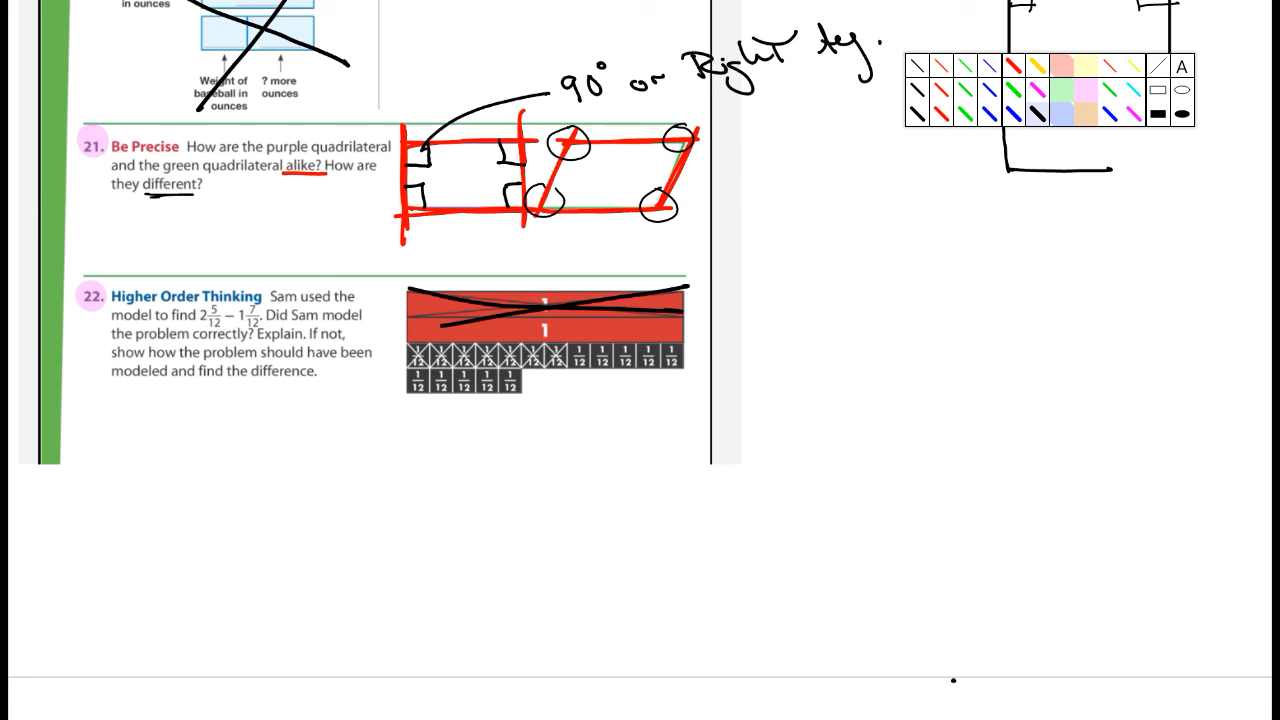 in ounces
Weight of
baseball in
ounces
? more
ounces
90° or Right
21. Be Precise How are the purple quadrilateral
and the green quadrilateral alike? How are
they different?
22. Higher Order Thinking Sam used the
model to find 2 5/12 − 1 7/12. Did Sam model
the problem correctly? Explain. If not,
show how the problem should have been
modeled and find the difference.
1
1
1/12 1/12 1/12 1/12 1/12 1/12 1/12 1/12 1/12 1/12 1/12 1/12
1/12 1/12 1/12 1/12 1/12
A